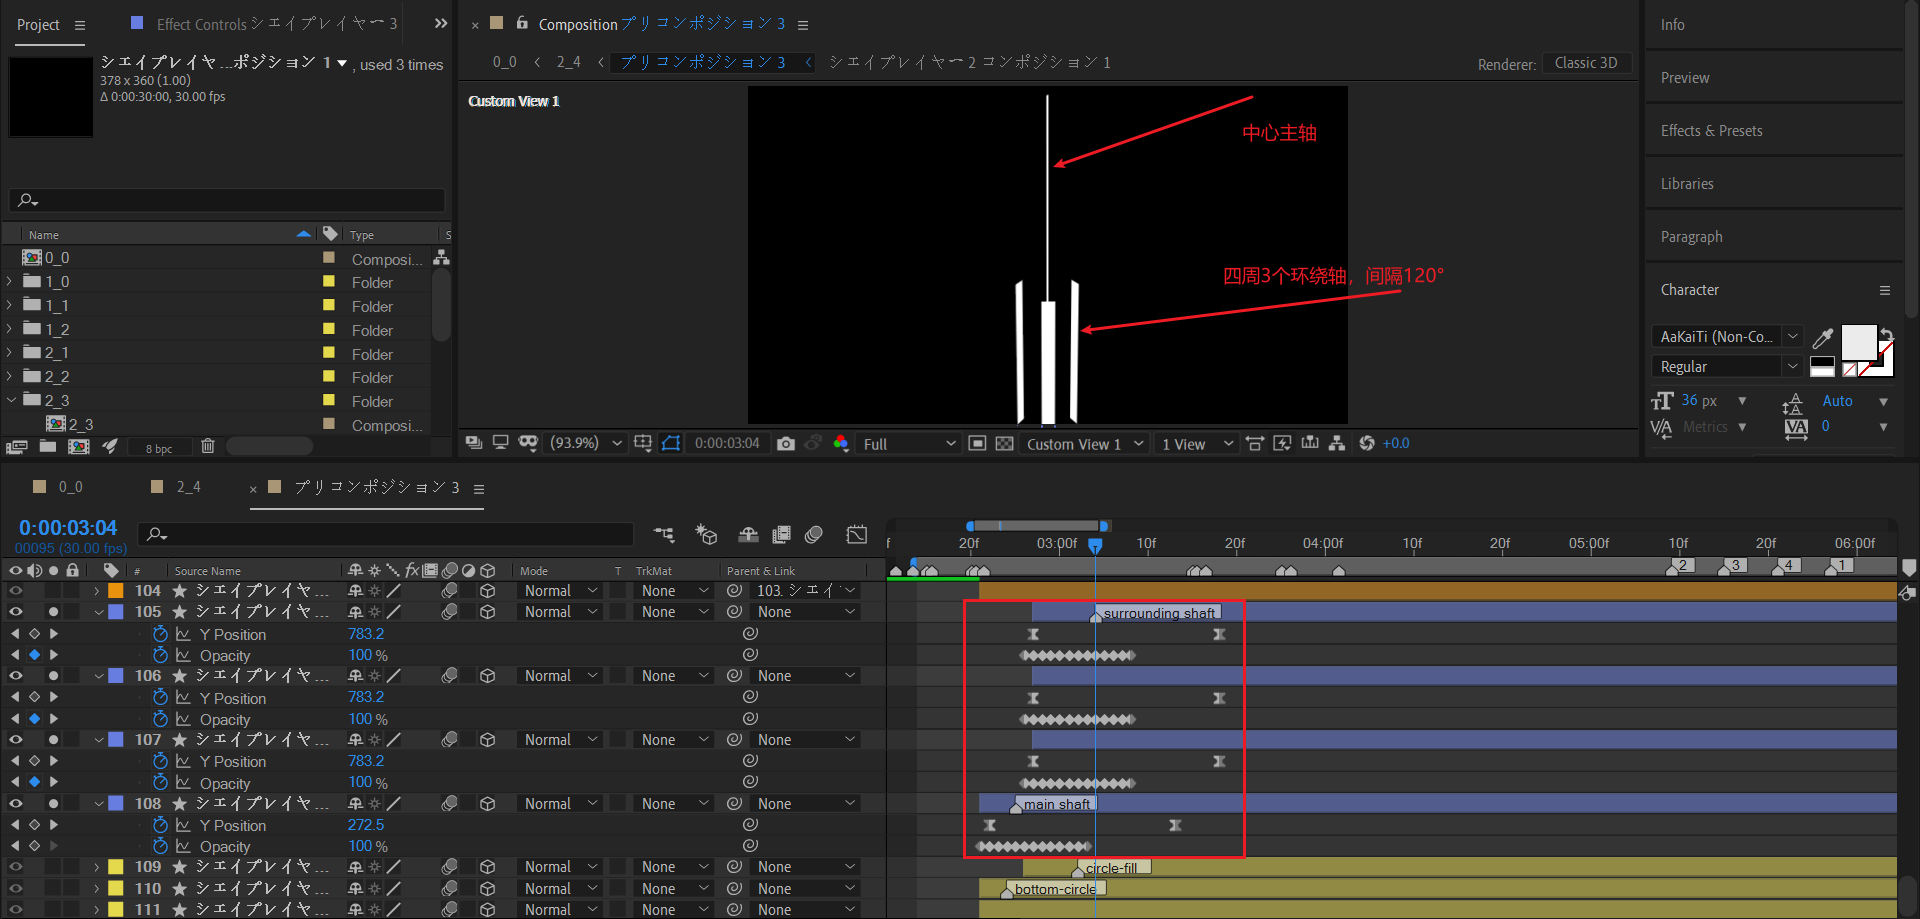 Project
Effect Controls シェイプレイヤー 3
シェイプレイヤ...ポジション 1 , used 3 times
378 x 360 (1.00)
Δ 0:00:30:00, 30.00 fps
Name
Type
S
0_0
Composi...
1_0
Folder
1_1
Folder
1_2
Folder
2_1
Folder
2_2
Folder
2_3
Folder
2_3
Composi...
8 bpc
Composition プリコンポジション 3
0_0
2_4
プリコンポジション 3
シェイプレイヤー 2 コンポジション 1
Renderer:
Classic 3D
Custom View 1
中心主轴
四周3个环绕轴，间隔120°
(93.9%)
0:00:03:04
Full
Custom View 1
1 View
+0.0
Info
Preview
Effects & Presets
Libraries
Paragraph
Character
AaKaiTi (Non-Co...
Regular
36 px
Auto
Metrics
0
0_0
2_4
プリコンポジション 3
0:00:03:04
00095 (30.00 fps)
f
20f
03:00f
10f
20f
04:00f
10f
20f
05:00f
10f
20f
06:00f
2
3
4
1
#
Source Name
fx
Mode
T
TrkMat
Parent & Link
104
シェイプレイヤ...
Normal
None
103. シェイ
105
シェイプレイヤ...
Normal
None
None
surrounding shaft
Y Position
783.2
Opacity
100 %
106
シェイプレイヤ...
Normal
None
None
Y Position
783.2
Opacity
100 %
107
シェイプレイヤ...
Normal
None
None
Y Position
783.2
Opacity
100 %
108
シェイプレイヤ...
Normal
None
None
main shaft
Y Position
272.5
Opacity
100 %
109
シェイプレイヤ...
Normal
None
None
circle-fill
110
シェイプレイヤ...
Normal
None
None
bottom-circle
111
シェイプレイヤ...
Normal
None
None